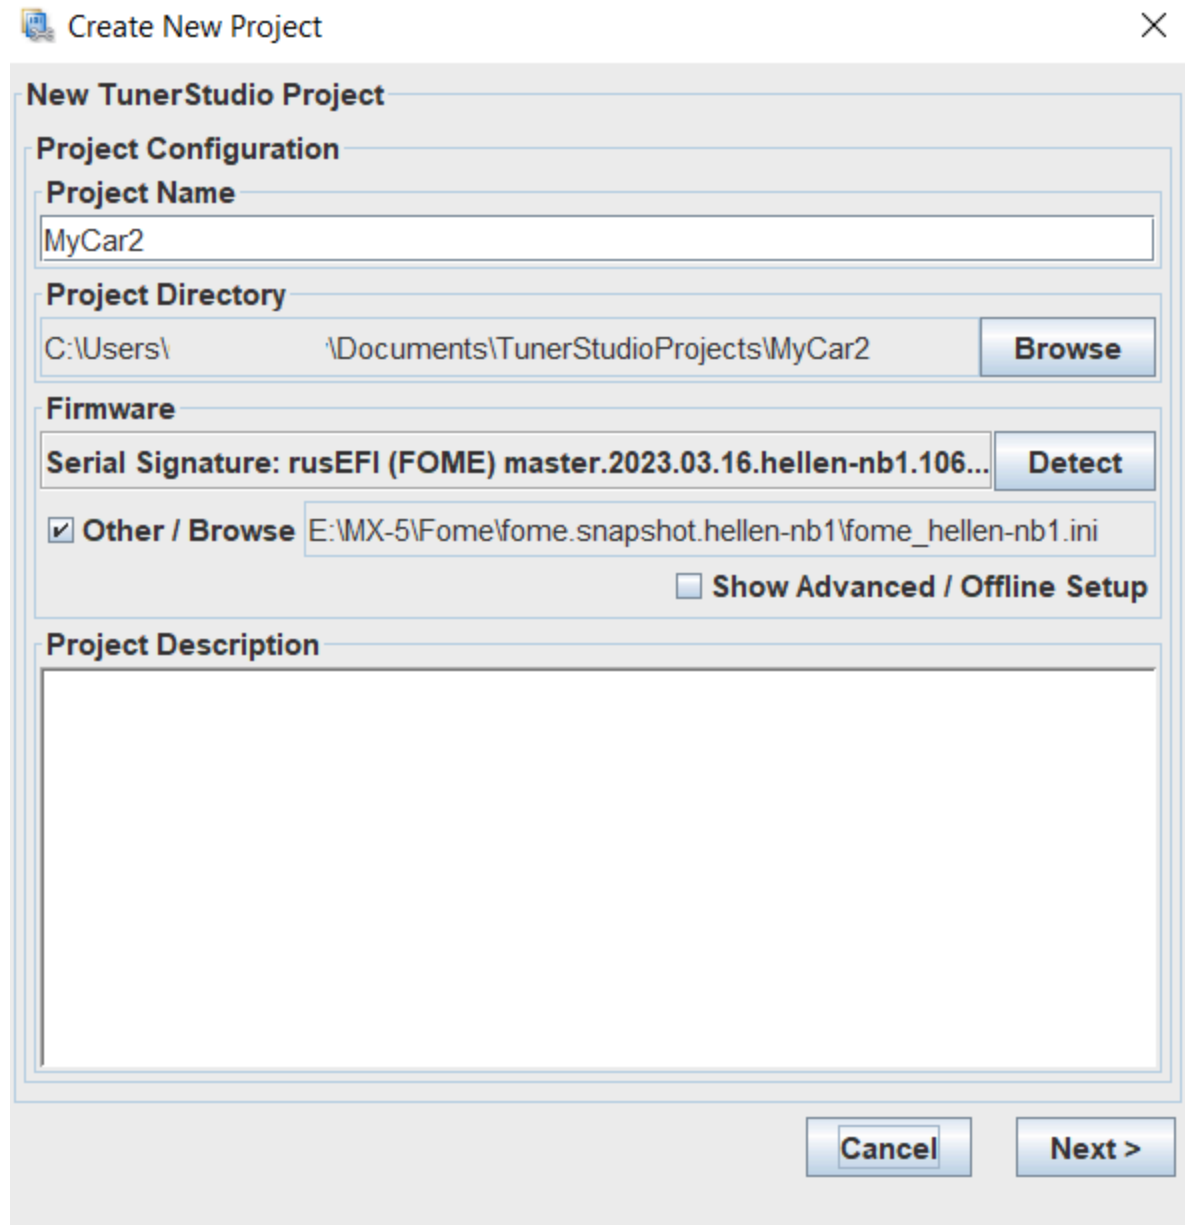 Create New Project
New TunerStudio Project
Project Configuration
Project Name
MyCar2
Project Directory
C:\Users\ \Documents\TunerStudioProjects\MyCar2 Browse
Firmware
Serial Signature: rusEFI (FOME) master.2023.03.16.hellen-nb1.106... Detect
Other / Browse E:\MX-5\Fome\fome.snapshot.hellen-nb1\fome_hellen-nb1.ini
Show Advanced / Offline Setup
Project Description
Cancel Next >